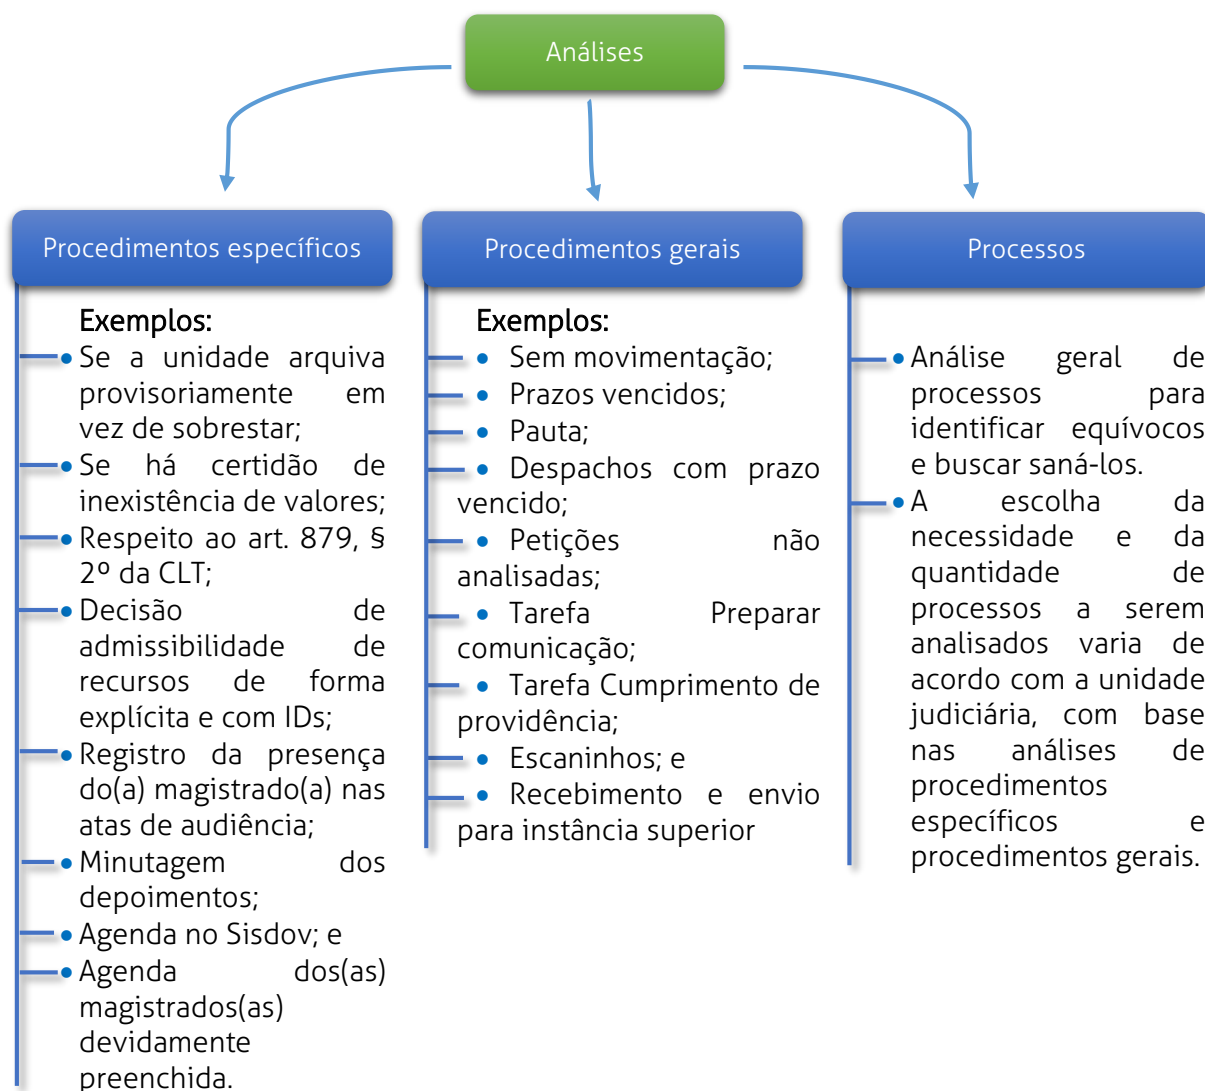 Análises
Procedimentos específicos
Exemplos:
• Se a unidade arquiva
provisoriamente em
vez de sobrestar;
• Se há certidão de
inexistência de valores;
• Respeito ao art. 879, §
2º da CLT;
• Decisão de
admissibilidade de
recursos de forma
explícita e com IDs;
• Registro da presença
do(a) magistrado(a) nas
atas de audiência;
• Minutagem dos
depoimentos;
• Agenda no Sisdov; e
• Agenda dos(as)
magistrados(as)
devidamente
preenchida.
Procedimentos gerais
Exemplos:
• Sem movimentação;
• Prazos vencidos;
• Pauta;
• Despachos com prazo
vencido;
• Petições não
analisadas;
• Tarefa Preparar
comunicação;
• Tarefa Cumprimento de
providência;
• Escaninhos; e
• Recebimento e envio
para instância superior
Processos
• Análise geral de
processos para
identificar equívocos
e buscar saná-los.
• A escolha da
necessidade e da
quantidade de
processos a serem
analisados varia de
acordo com a unidade
judiciária, com base
nas análises de
procedimentos
específicos e
procedimentos gerais.